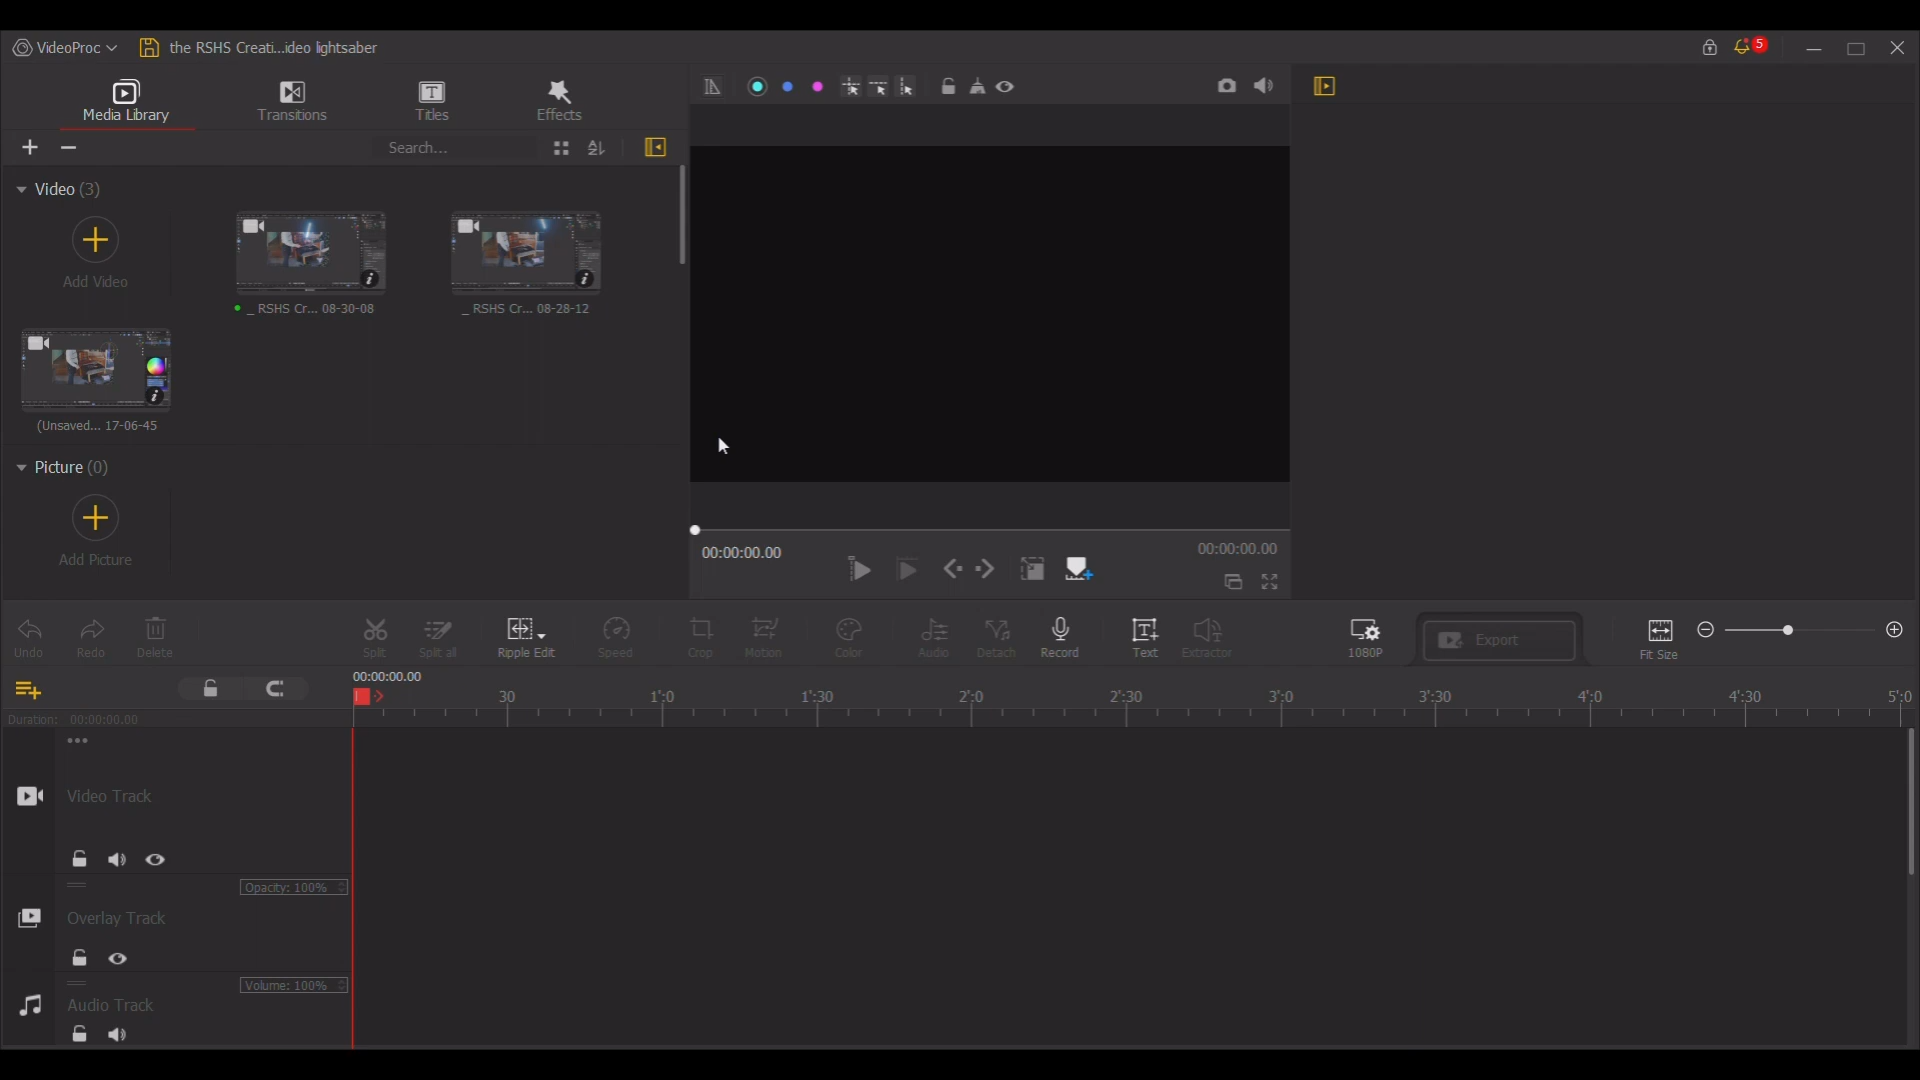 VideoProc
the RSHS Creati...ideo lightsaber
5
Media Library
Transitions
Titles
Effects
Search...
Video (3)
Add Video
_ RSHS Cr... 08-30-08
_ RSHS Cr... 08-28-12
(Unsaved... 17-06-45
Picture (0)
Add Picture
00:00:00.00
00:00:00.00
Undo
Redo
Delete
Split
Split all
Ripple Edit
Speed
Crop
Motion
Color
Audio
Detach
Record
Text
Extractor
1080P
Export
Fit Size
00:00:00.00
30
1':0
1':30
2':0
2':30
3':0
3':30
4':0
4':30
5':0
Duration: 00:00:00.00
Video Track
Opacity: 100%
Overlay Track
Volume: 100%
Audio Track